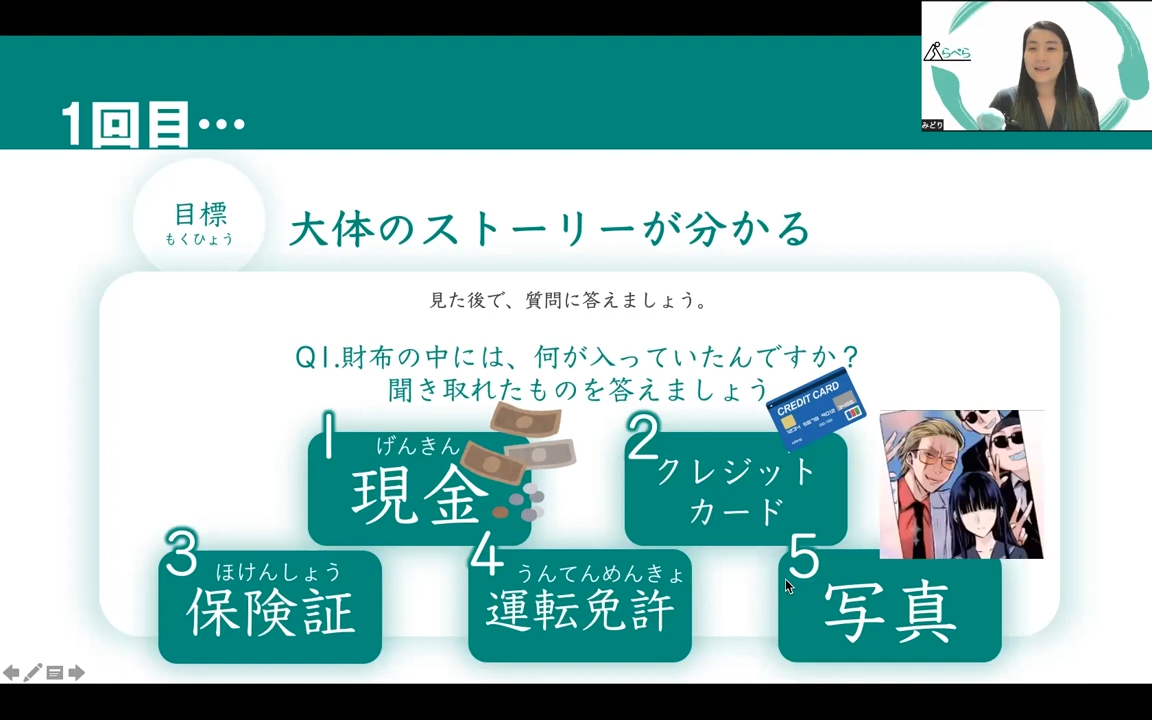 1回目…
らぺら
みどり
目標
もくひょう
大体のストーリーが分かる
見た後で、質問に答えましょう。
Q1.財布の中には、何が入っていたんですか？
聞き取れたものを答えましょう
CREDIT CARD
1
げんきん
現金
2
クレジット
カード
3
ほけんしょう
保険証
4
うんてんめんきょ
運転免許
5
写真